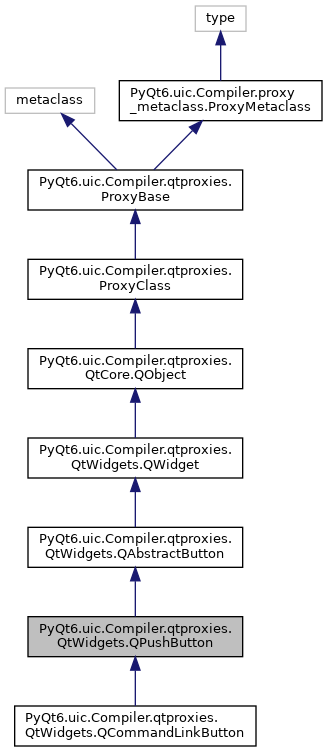 type
metaclass
PyQt6.uic.Compiler.proxy
_metaclass.ProxyMetaclass
PyQt6.uic.Compiler.qtproxies.
ProxyBase
PyQt6.uic.Compiler.qtproxies.
ProxyClass
PyQt6.uic.Compiler.qtproxies.
QtCore.QObject
PyQt6.uic.Compiler.qtproxies.
QtWidgets.QWidget
PyQt6.uic.Compiler.qtproxies.
QtWidgets.QAbstractButton
PyQt6.uic.Compiler.qtproxies.
QtWidgets.QPushButton
PyQt6.uic.Compiler.qtproxies.
QtWidgets.QCommandLinkButton